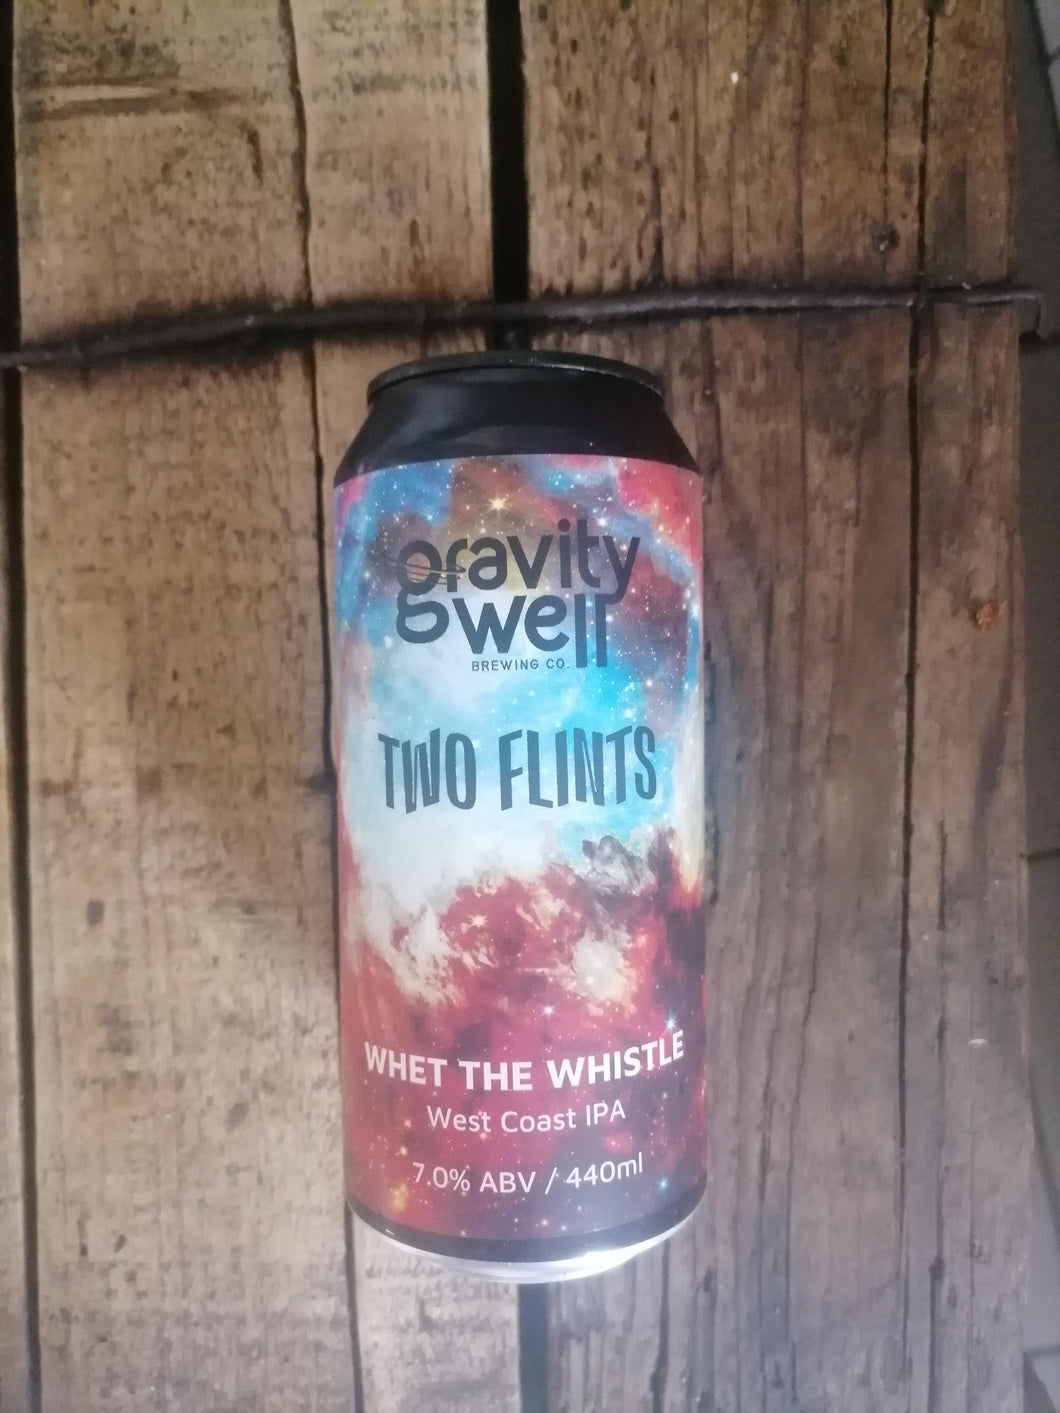 gravity
well
BREWING CO.
TWO FLINTS
WHET THE WHISTLE
West Coast IPA
7.0% ABV / 440ml